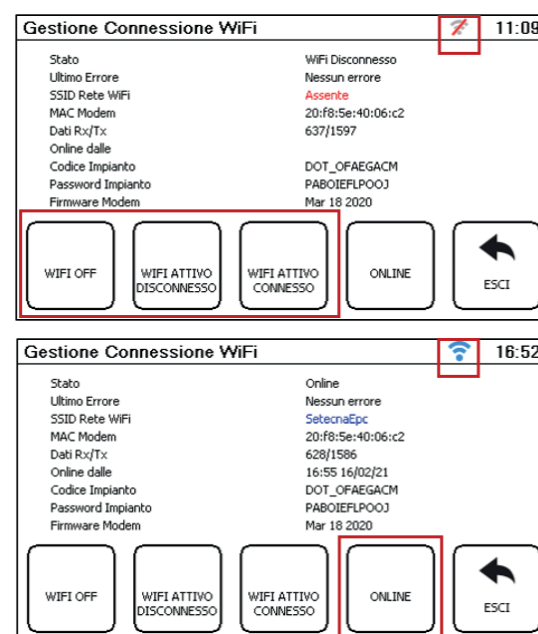 Gestione Connessione WiFi 11:09
Stato WiFi Disconnesso
Ultimo Errore Nessun errore
SSID Rete WiFi Assente
MAC Modem 20:f8:5e:40:06:c2
Dati Rx/Tx 637/1597
Online dalle
Codice Impianto DOT_OFAEGACM
Password Impianto PABOIEFLPOOJ
Firmware Modem Mar 18 2020
WIFI OFF
WIFI ATTIVO
DISCONNESSO
WIFI ATTIVO
CONNESSO
ONLINE
ESCI
Gestione Connessione WiFi 16:52
Stato Online
Ultimo Errore Nessun errore
SSID Rete WiFi SetecnaEpc
MAC Modem 20:f8:5e:40:06:c2
Dati Rx/Tx 628/1586
Online dalle 16:55 16/02/21
Codice Impianto DOT_OFAEGACM
Password Impianto PABOIEFLPOOJ
Firmware Modem Mar 18 2020
WIFI OFF
WIFI ATTIVO
DISCONNESSO
WIFI ATTIVO
CONNESSO
ONLINE
ESCI